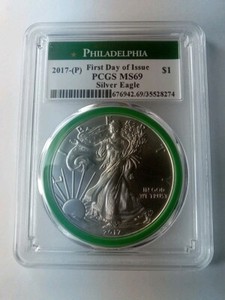 PHILADELPHIA
2017-(P) First Day of Issue $1
PCGS MS69
Silver Eagle
676942.69/35528274
IN GOD
WE TRUST
2017